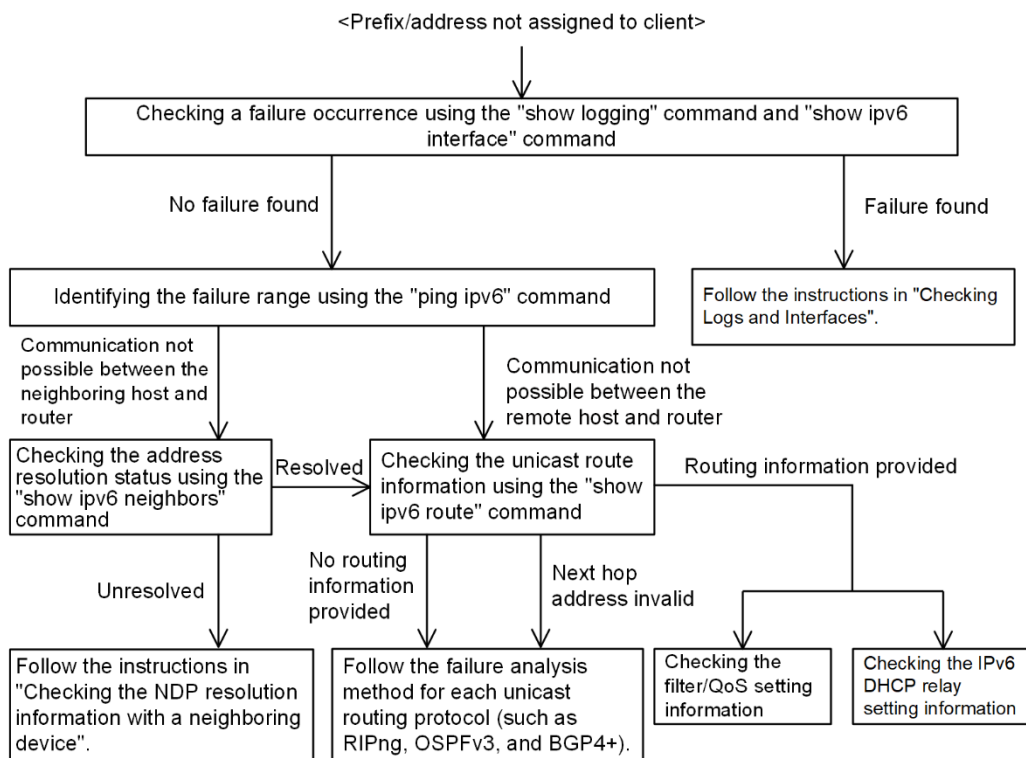 <Prefix/address not assigned to client>
Checking a failure occurrence using the "show logging" command and "show ipv6
interface" command
No failure found
Failure found
Identifying the failure range using the "ping ipv6" command
Follow the instructions in "Checking
Logs and Interfaces".
Communication not
possible between the
neighboring host and
router
Communication not
possible between the
remote host and router
Checking the address
resolution status using the
"show ipv6 neighbors"
command
Resolved
Checking the unicast route
information using the "show
ipv6 route" command
Routing information provided
Unresolved
No routing
information
provided
Next hop
address invalid
Follow the instructions in
"Checking the NDP resolution
information with a neighboring
device".
Follow the failure analysis
method for each unicast
routing protocol (such as
RIPng, OSPFv3, and BGP4+).
Checking the
filter/QoS setting
information
Checking the IPv6
DHCP relay
setting information